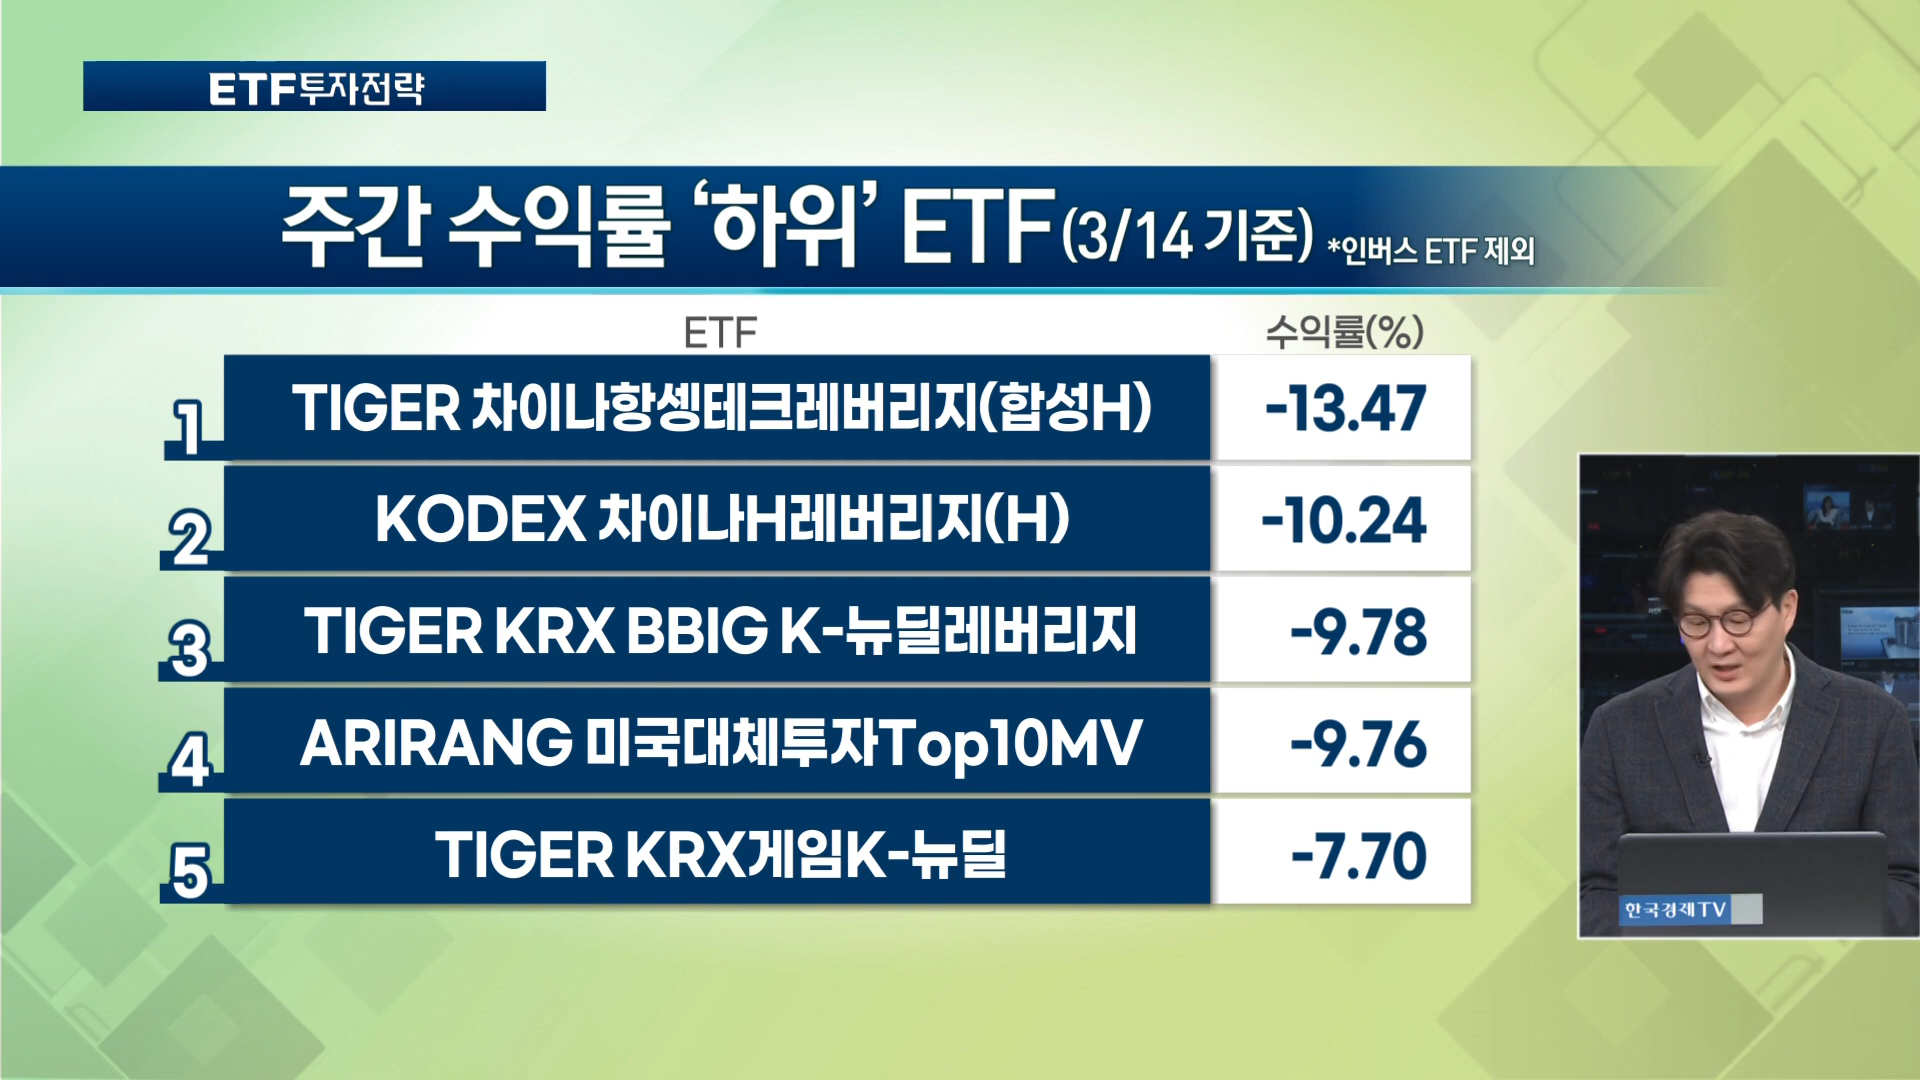 ETF투자전략
주간 수익률 ‘하위’ ETF(3/14 기준) *인버스 ETF 제외
ETF 수익률(%)
1 TIGER 차이나항셍테크레버리지(합성H) -13.47
2 KODEX 차이나H레버리지(H) -10.24
3 TIGER KRX BBIG K-뉴딜레버리지 -9.78
4 ARIRANG 미국대체투자Top10MV -9.76
5 TIGER KRX게임K-뉴딜 -7.70
한국경제TV